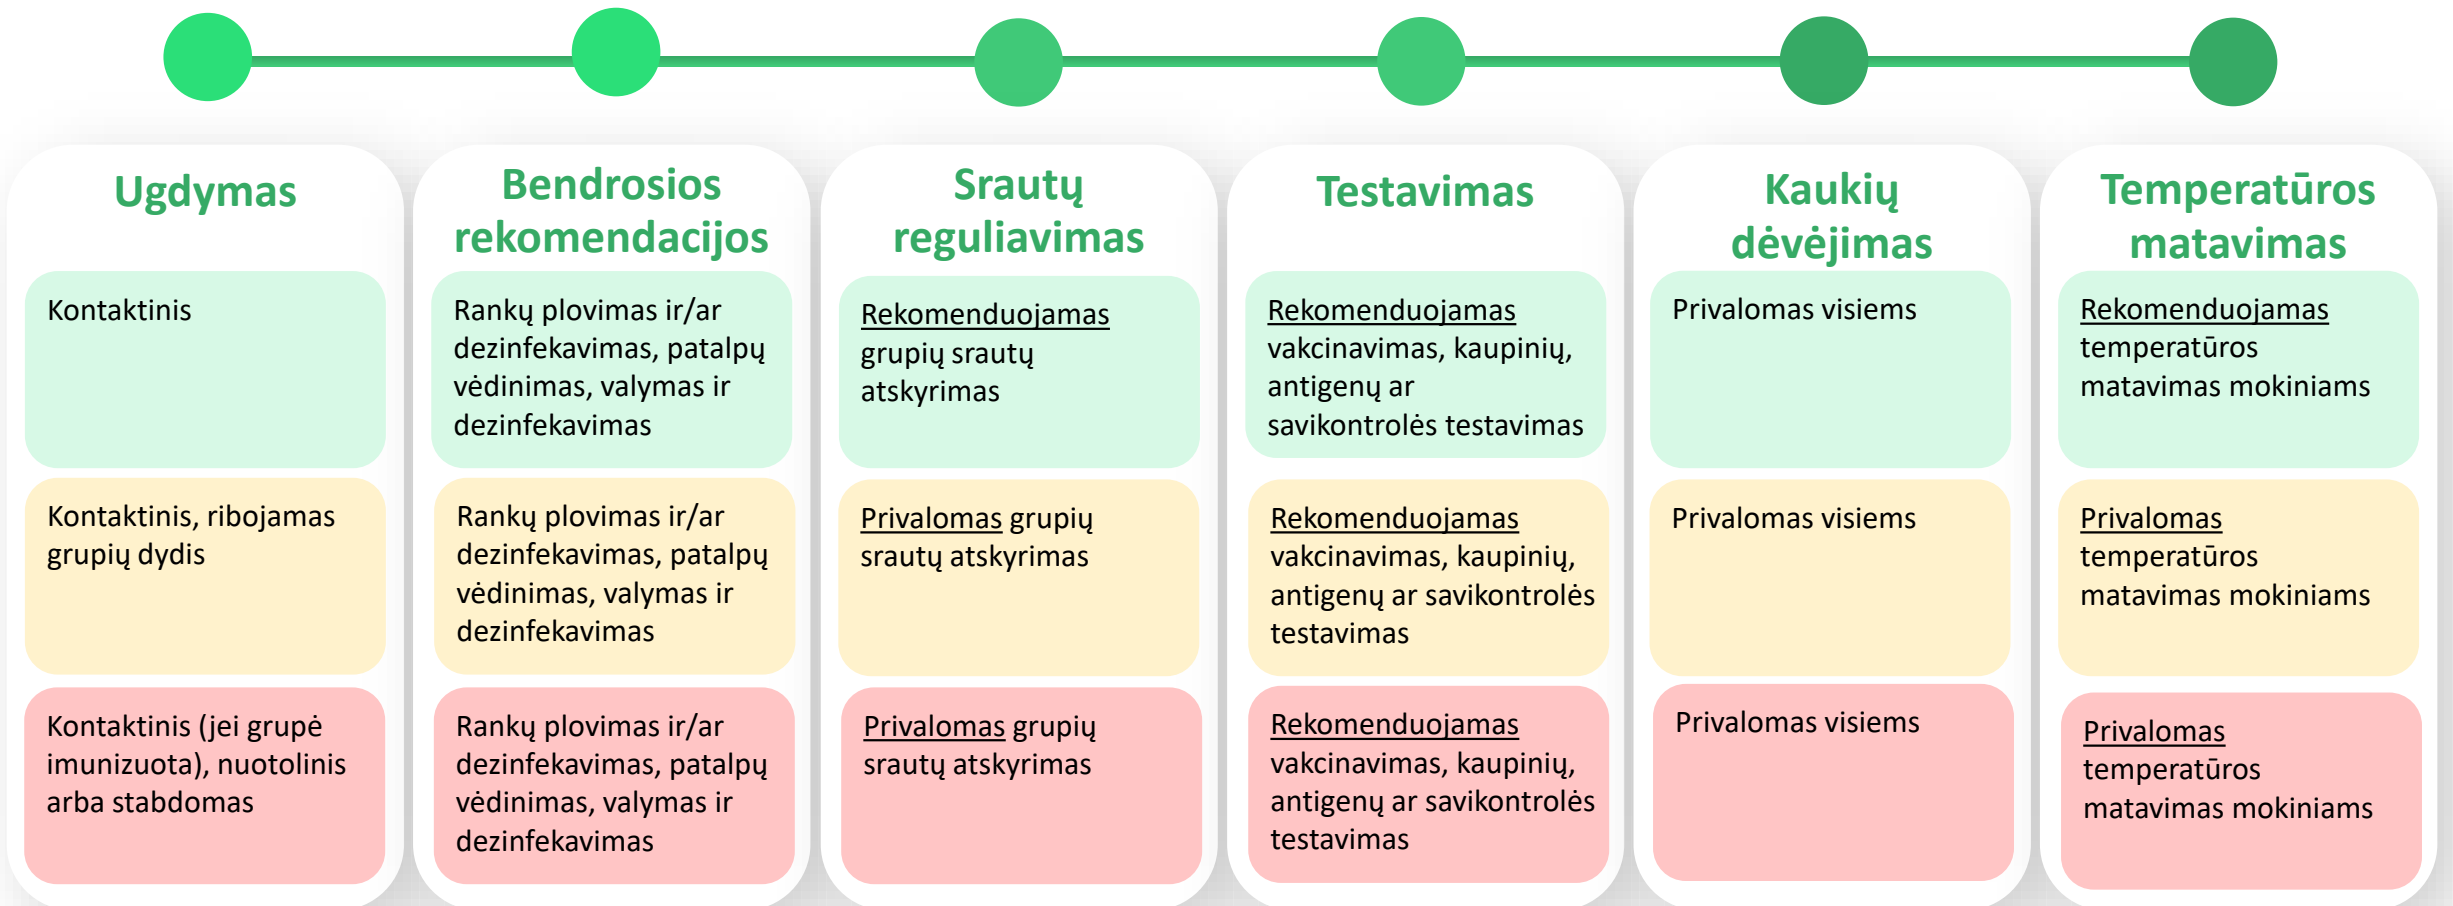 Ugdymas
Kontaktinis
Kontaktinis, ribojamas
grupių dydis
Kontaktinis (jei grupė
imunizuota), nuotolinis
arba stabdomas
Bendrosios
rekomendacijos
Rankų plovimas ir/ar
dezinfekavimas, patalpų
vėdinimas, valymas ir
dezinfekavimas
Rankų plovimas ir/ar
dezinfekavimas, patalpų
vėdinimas, valymas ir
dezinfekavimas
Rankų plovimas ir/ar
dezinfekavimas, patalpų
vėdinimas, valymas ir
dezinfekavimas
Srautų
reguliavimas
Rekomenduojamas
grupių srautų
atskyrimas
Privalomas grupių
srautų atskyrimas
Privalomas grupių
srautų atskyrimas
Testavimas
Rekomenduojamas
vakcinavimas, kaupinių,
antigenų ar
savikontrolės testavimas
Rekomenduojamas
vakcinavimas, kaupinių,
antigenų ar savikontrolės
testavimas
Rekomenduojamas
vakcinavimas, kaupinių,
antigenų ar savikontrolės
testavimas
Kaukių
dėvėjimas
Privalomas visiems
Privalomas visiems
Privalomas visiems
Temperatūros
matavimas
Rekomenduojamas
temperatūros
matavimas mokiniams
Privalomas
temperatūros
matavimas mokiniams
Privalomas
temperatūros
matavimas mokiniams